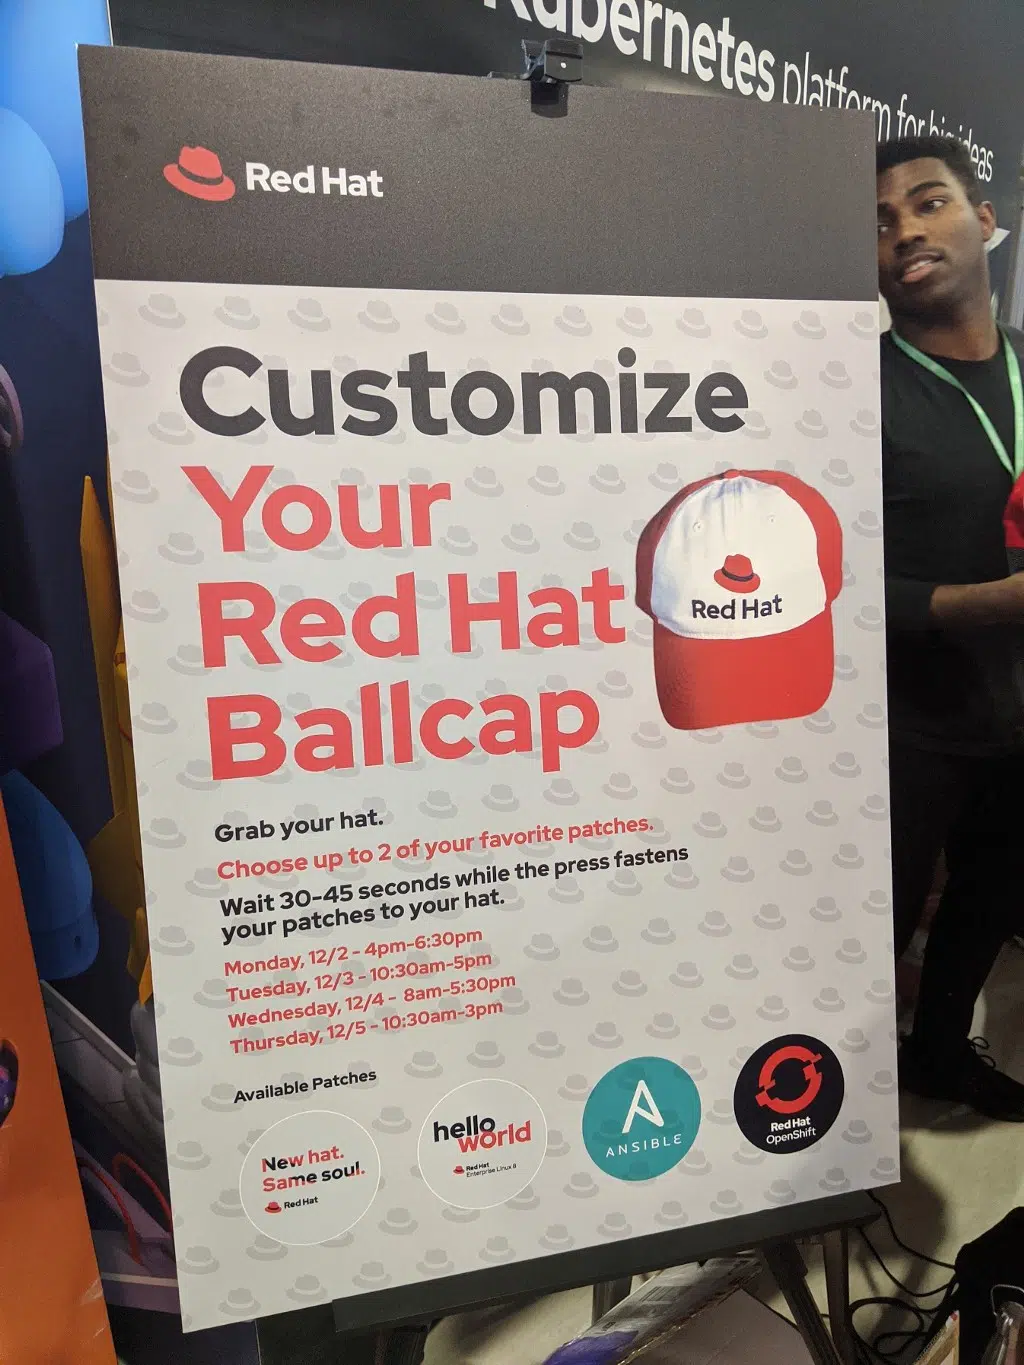 Kubernetes platform for big ideas
Red Hat
Customize
Your
Red Hat
Ballcap
Red Hat
Grab your hat.
Choose up to 2 of your favorite patches.
Wait 30-45 seconds while the press fastens
your patches to your hat.
Monday, 12/2 - 4pm-6:30pm
Tuesday, 12/3 - 10:30am-5pm
Wednesday, 12/4 - 8am-5:30pm
Thursday, 12/5 - 10:30am-3pm
Available Patches
New hat.
Same soul.
Red Hat
hello
world
Red Hat
Enterprise Linux 8
ANSIBLE
Red Hat
OpenShift